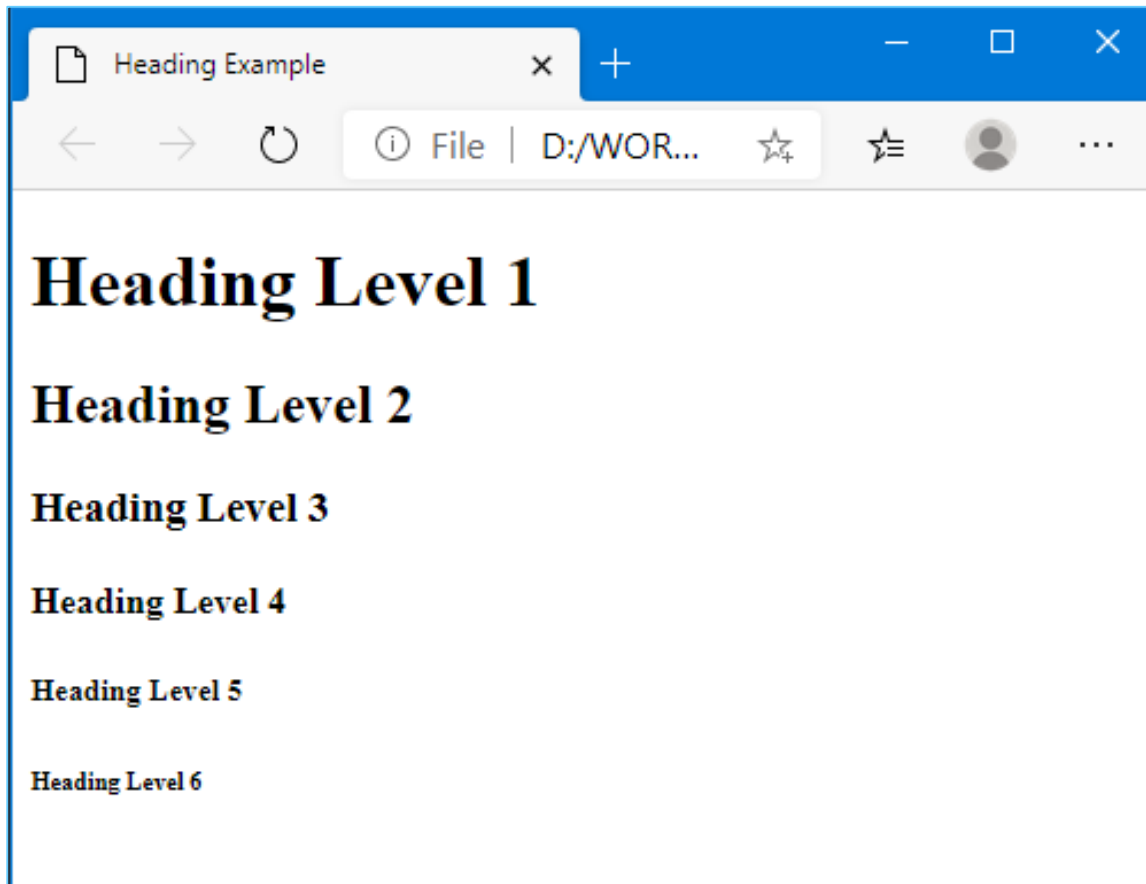 Heading Example
File | D:/WOR...
Heading Level 1
Heading Level 2
Heading Level 3
Heading Level 4
Heading Level 5
Heading Level 6